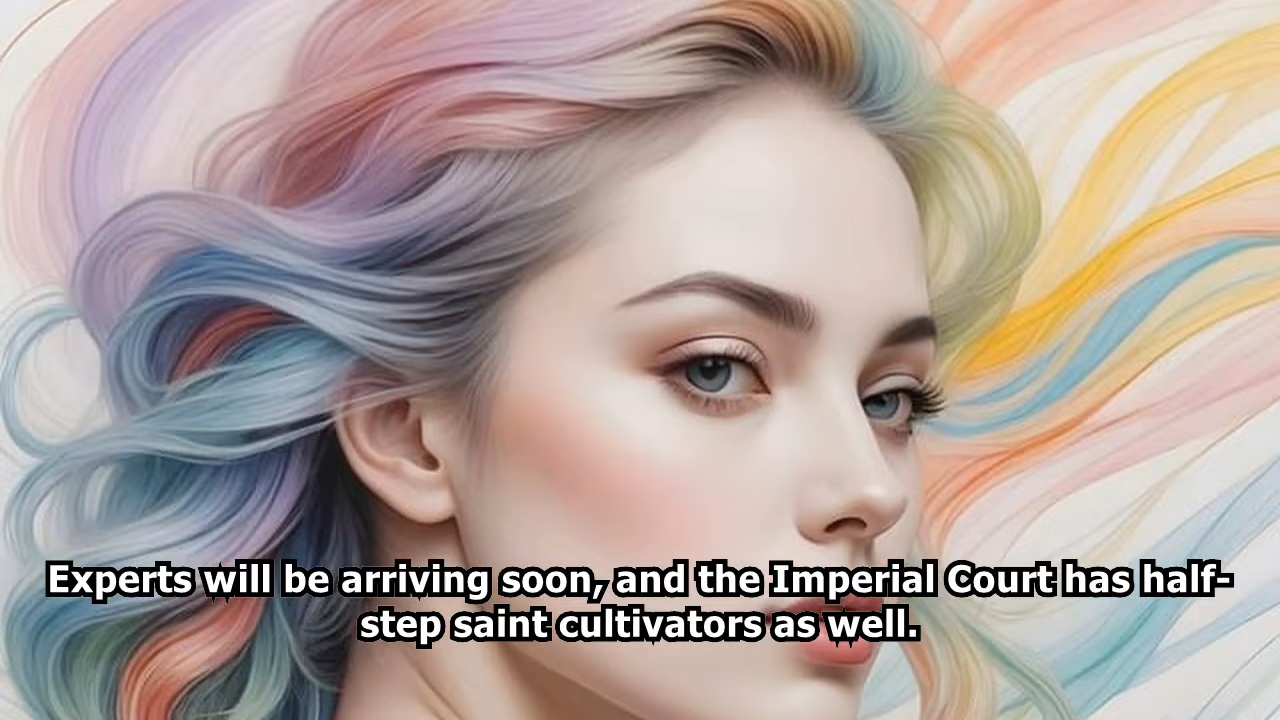 Experts will be arriving soon, and the Imperial Court has half-
step saint cultivators as well.